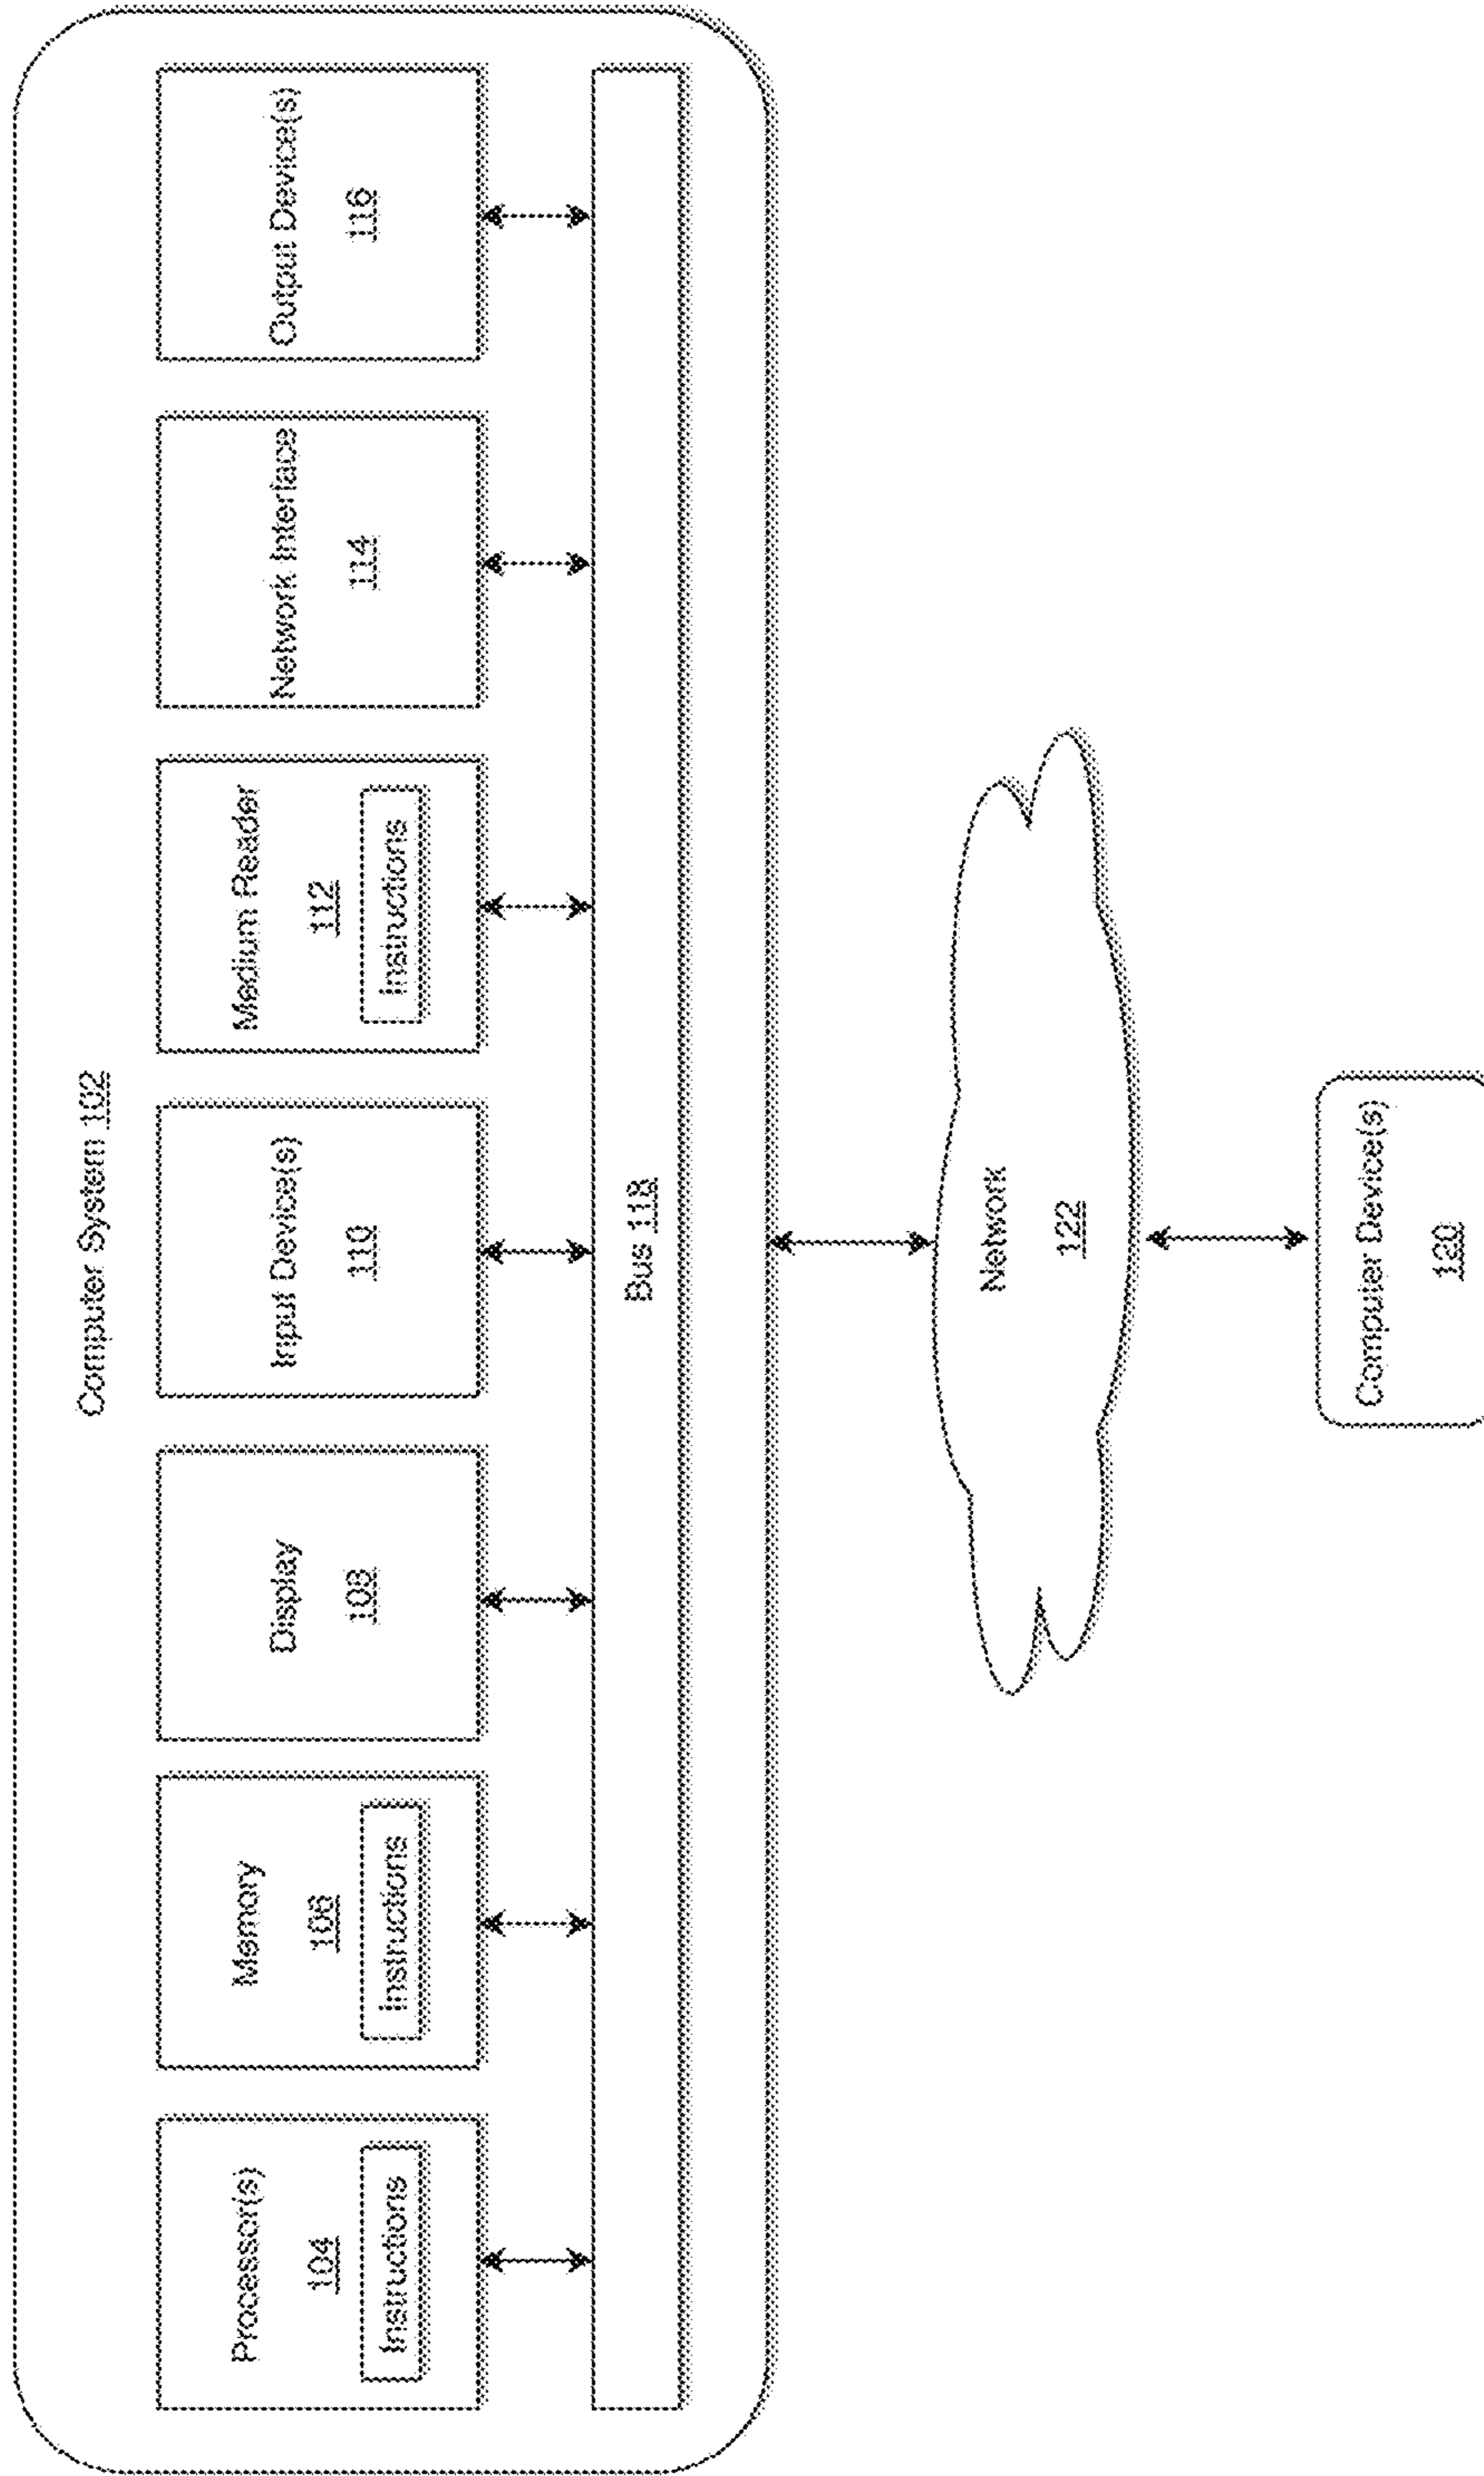 Computer System 102
Processor(s)
104
Instructions
Memory
106
Instructions
Display
108
Input Device(s)
110
Medium Reader
112
Instructions
Network Interface
114
Output Device(s)
116
Bus 118
Network
122
Computer Device(s)
120